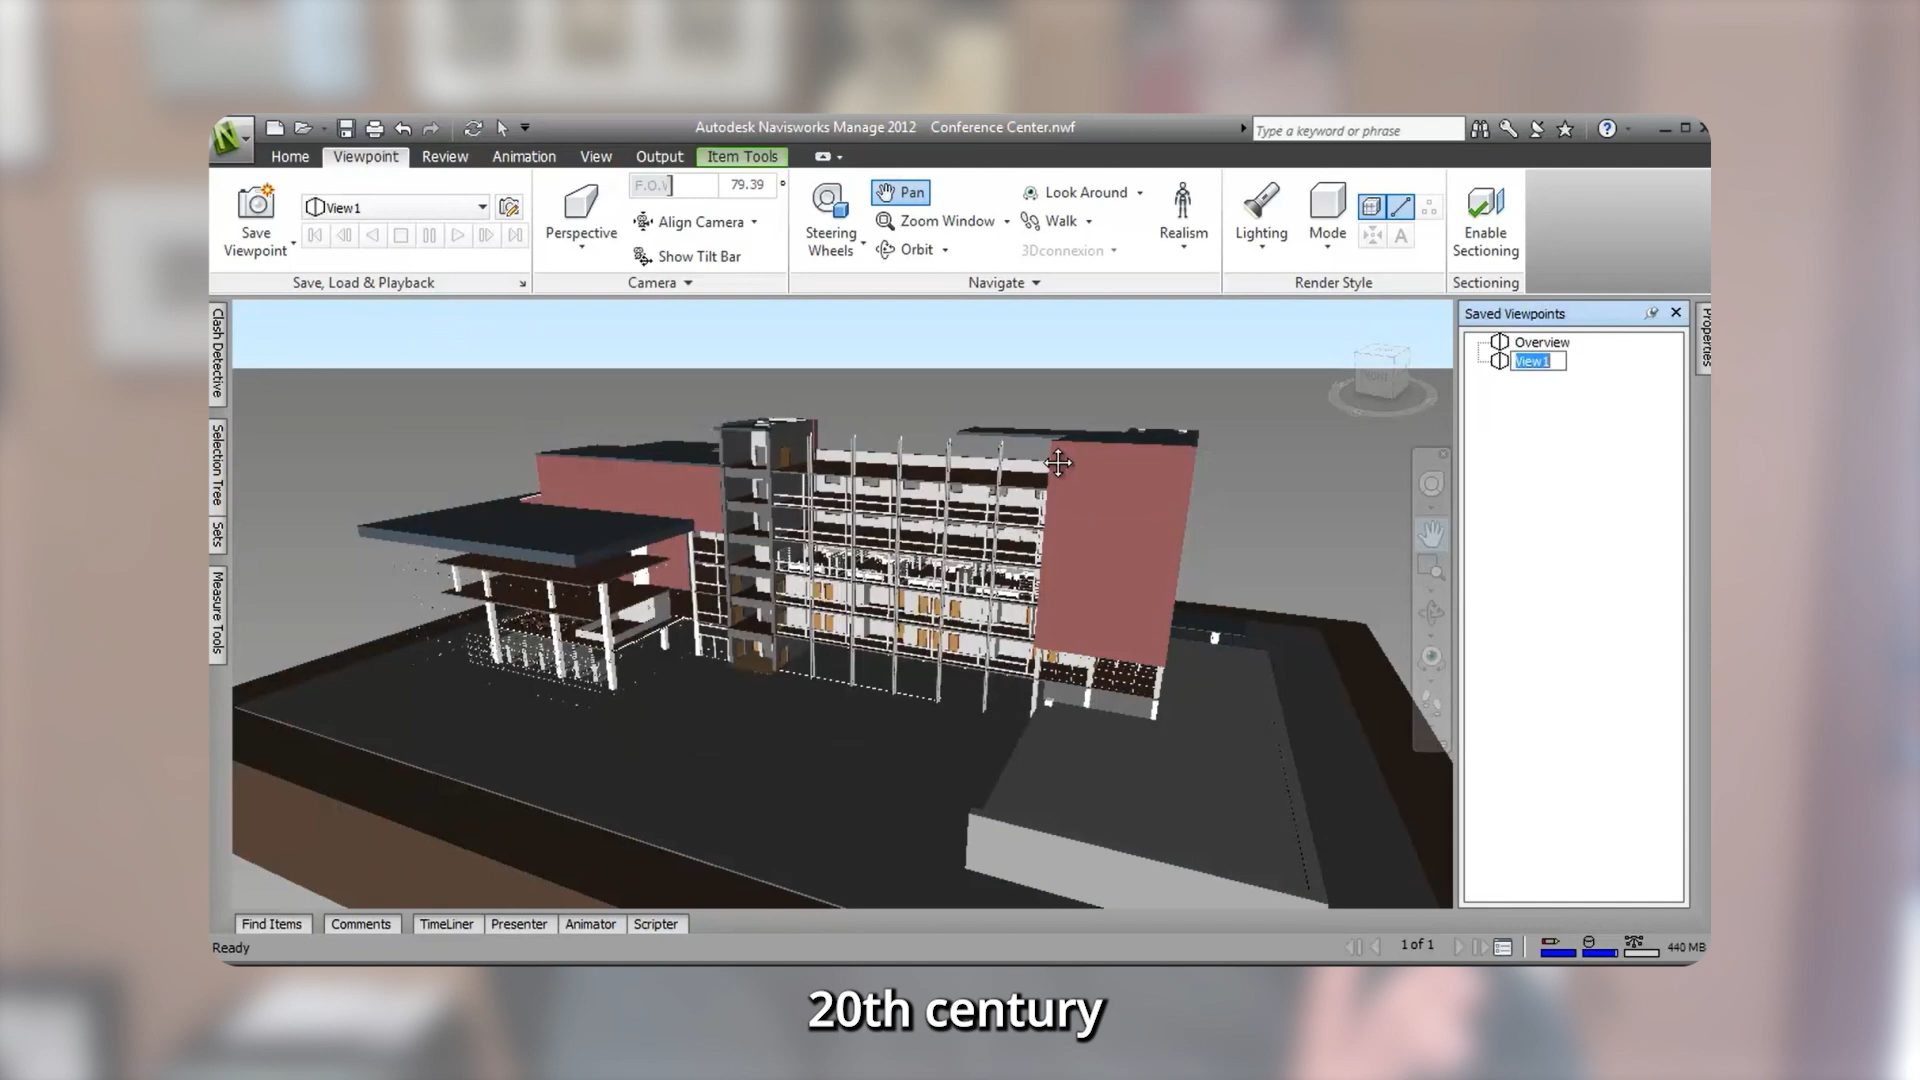 Autodesk Navisworks Manage 2012 Conference Center.nwf
Type a keyword or phrase
Home Viewpoint Review Animation View Output Item Tools
Save Viewpoint
View1
Save, Load & Playback
Perspective
79.39 °
Align Camera
Show Tilt Bar
Camera
Steering Wheels
Pan
Zoom Window
Orbit
Look Around
Walk
3Dconnexion
Realism
Navigate
Lighting
Mode
A
Render Style
Enable Sectioning
Sectioning
Clash Detective
Selection Tree
Sets
Measure Tools
Saved Viewpoints
Overview
View1
Properties
Find Items Comments TimeLiner Presenter Animator Scripter
Ready
1 of 1
440 MB
20th century